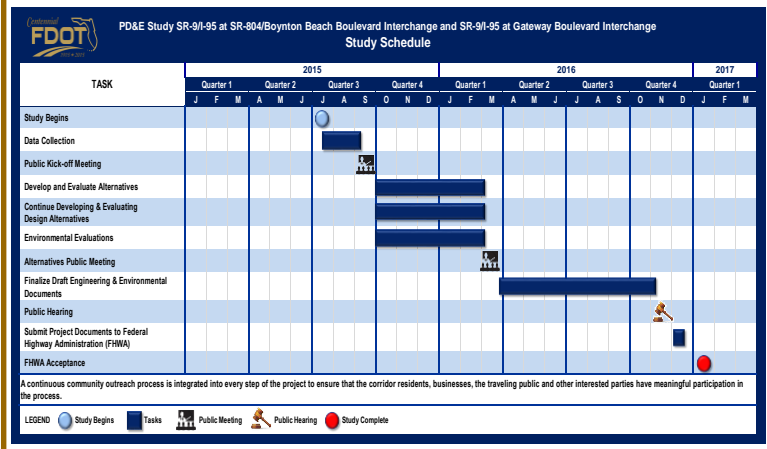 Centennial
FDOT
PD&E Study SR-9/I-95 at SR-804/Boynton Beach Boulevard Interchange and SR-9/I-95 at Gateway Boulevard Interchange
Study Schedule
TASK
2015 2016 2017
Quarter 1 Quarter 2 Quarter 3 Quarter 4 Quarter 1 Quarter 2 Quarter 3 Quarter 4 Quarter 1
J F M A M J J A S O N D J F M A M J J A S O N D J F M
Study Begins
Data Collection
Public Kick-off Meeting
Develop and Evaluate Alternatives
Continue Developing & Evaluating
Design Alternatives
Environmental Evaluations
Alternatives Public Meeting
Finalize Draft Engineering & Environmental
Documents
Public Hearing
Submit Project Documents to Federal
Highway Administration (FHWA)
FHWA Acceptance
A continuous community outreach process is integrated into every step of the project to ensure that the corridor residents, businesses, the traveling public and other interested parties have meaningful participation in
the process.
LEGEND Study Begins Tasks Public Meeting Public Hearing Study Complete